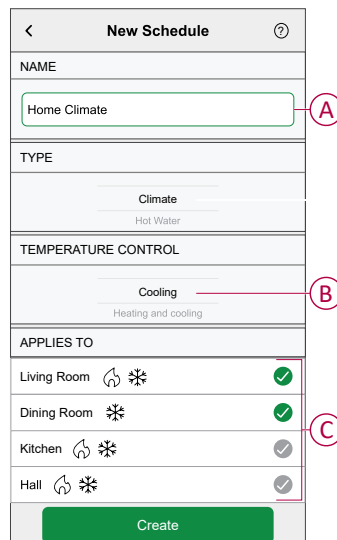 New Schedule ?
NAME
Home Climate
A
TYPE
Climate
Hot Water
TEMPERATURE CONTROL
Cooling
B
Heating and cooling
APPLIES TO
Living Room
Dining Room
C
Kitchen
Hall
Create